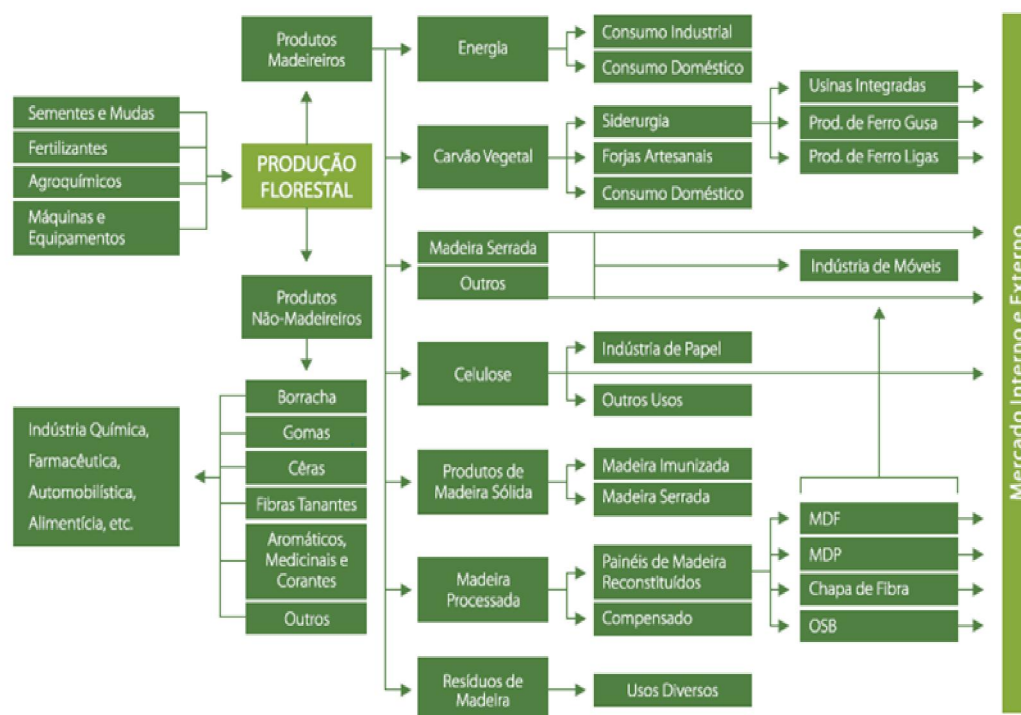 Produtos
Madeireiros
Sementes e Mudas
Fertilizantes
Agroquímicos
Máquinas e
Equipamentos
PRODUÇÃO
FLORESTAL
Produtos
Não-Madeireiros
Borracha
Gomas
Cêras
Fibras Tanantes
Aromáticos,
Medicinais e
Corantes
Outros
Indústria Química,
Farmacêutica,
Automobilística,
Alimentícia, etc.
Energia
Consumo Industrial
Consumo Doméstico
Carvão Vegetal
Siderurgia
Forjas Artesanais
Consumo Doméstico
Usinas Integradas
Prod. de Ferro Gusa
Prod. de Ferro Ligas
Madeira Serrada
Outros
Indústria de Móveis
Celulose
Indústria de Papel
Outros Usos
Produtos de
Madeira Sólida
Madeira Imunizada
Madeira Serrada
Madeira
Processada
Painéis de Madeira
Reconstituídos
Compensado
MDF
MDP
Chapa de Fibra
OSB
Resíduos de
Madeira
Usos Diversos
Mercado Interno e Externo